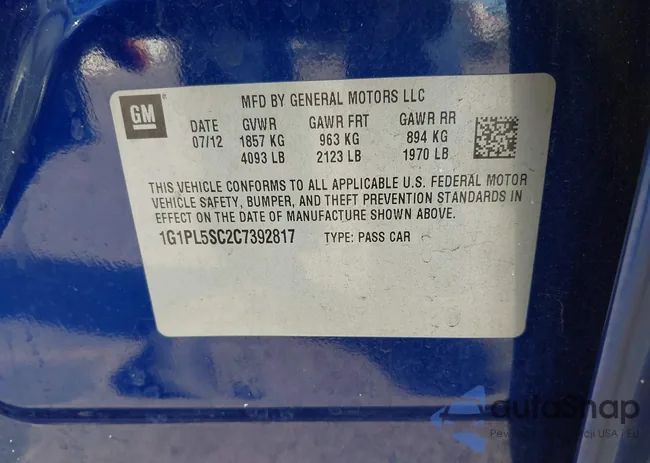 GM
MFD BY GENERAL MOTORS LLC
DATE GVWR GAWR FRT GAWR RR
07/12 1857 KG 963 KG 894 KG
4093 LB 2123 LB 1970 LB
THIS VEHICLE CONFORMS TO ALL APPLICABLE U.S. FEDERAL MOTOR
VEHICLE SAFETY, BUMPER, AND THEFT PREVENTION STANDARDS IN
EFFECT ON THE DATE OF MANUFACTURE SHOWN ABOVE.
1G1PL5SC2C7392817 TYPE: PASS CAR
autoSnap
USA